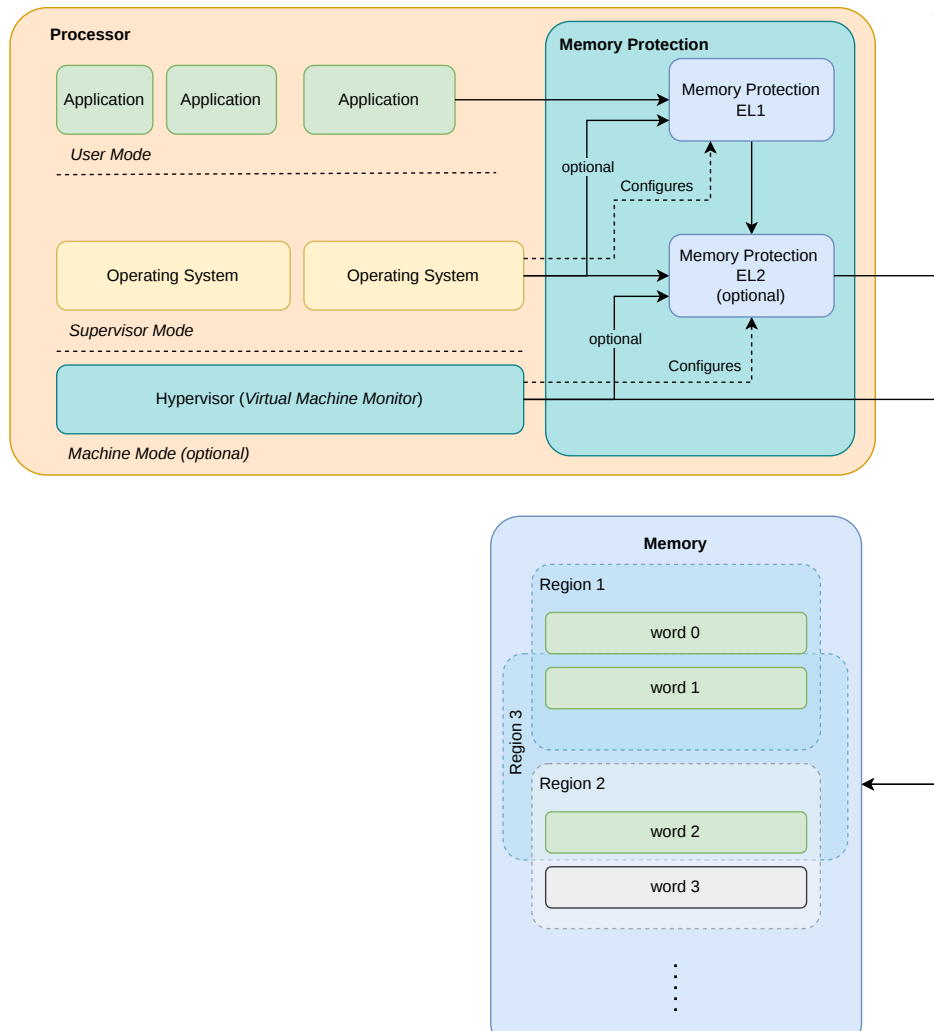 Processor
Memory Protection
Application
Application
Application
Memory Protection
EL1
User Mode
optional
Configures
Operating System
Operating System
Memory Protection
EL2
(optional)
Supervisor Mode
optional
Configures
Hypervisor (Virtual Machine Monitor)
Machine Mode (optional)
Memory
Region 1
word 0
word 1
Region 3
Region 2
word 2
word 3